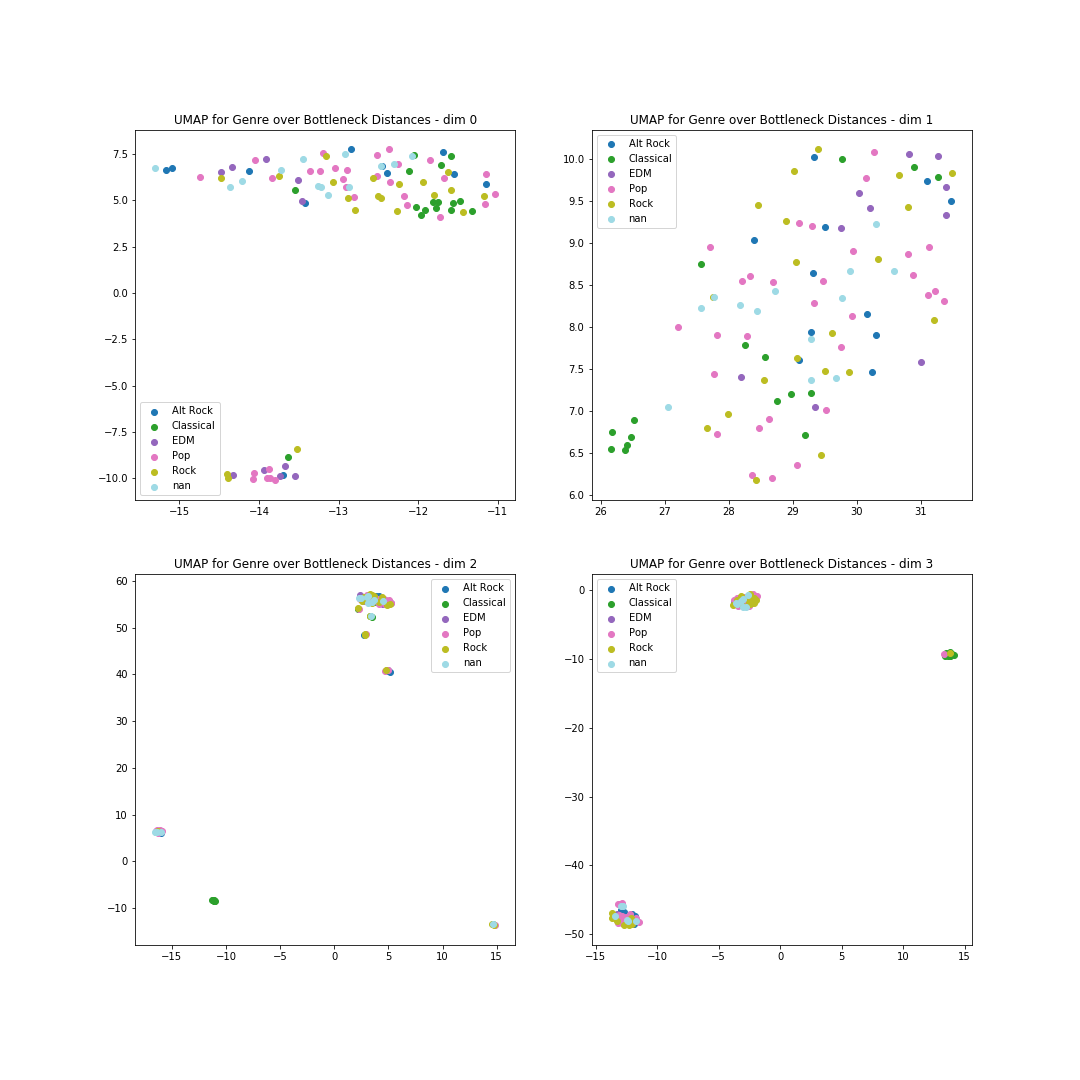 UMAP for Genre over Bottleneck Distances - dim 0
7.5
5.0
2.5
0.0
−2.5
−5.0
−7.5
−10.0
Alt Rock
Classical
EDM
Pop
Rock
nan
−15 −14 −13 −12 −11
UMAP for Genre over Bottleneck Distances - dim 1
10.0
9.5
9.0
8.5
8.0
7.5
7.0
6.5
6.0
Alt Rock
Classical
EDM
Pop
Rock
nan
26 27 28 29 30 31
UMAP for Genre over Bottleneck Distances - dim 2
60
50
40
30
20
10
0
−10
Alt Rock
Classical
EDM
Pop
Rock
nan
−15 −10 −5 0 5 10 15
UMAP for Genre over Bottleneck Distances - dim 3
0
−10
−20
−30
−40
−50
Alt Rock
Classical
EDM
Pop
Rock
nan
−15 −10 −5 0 5 10 15